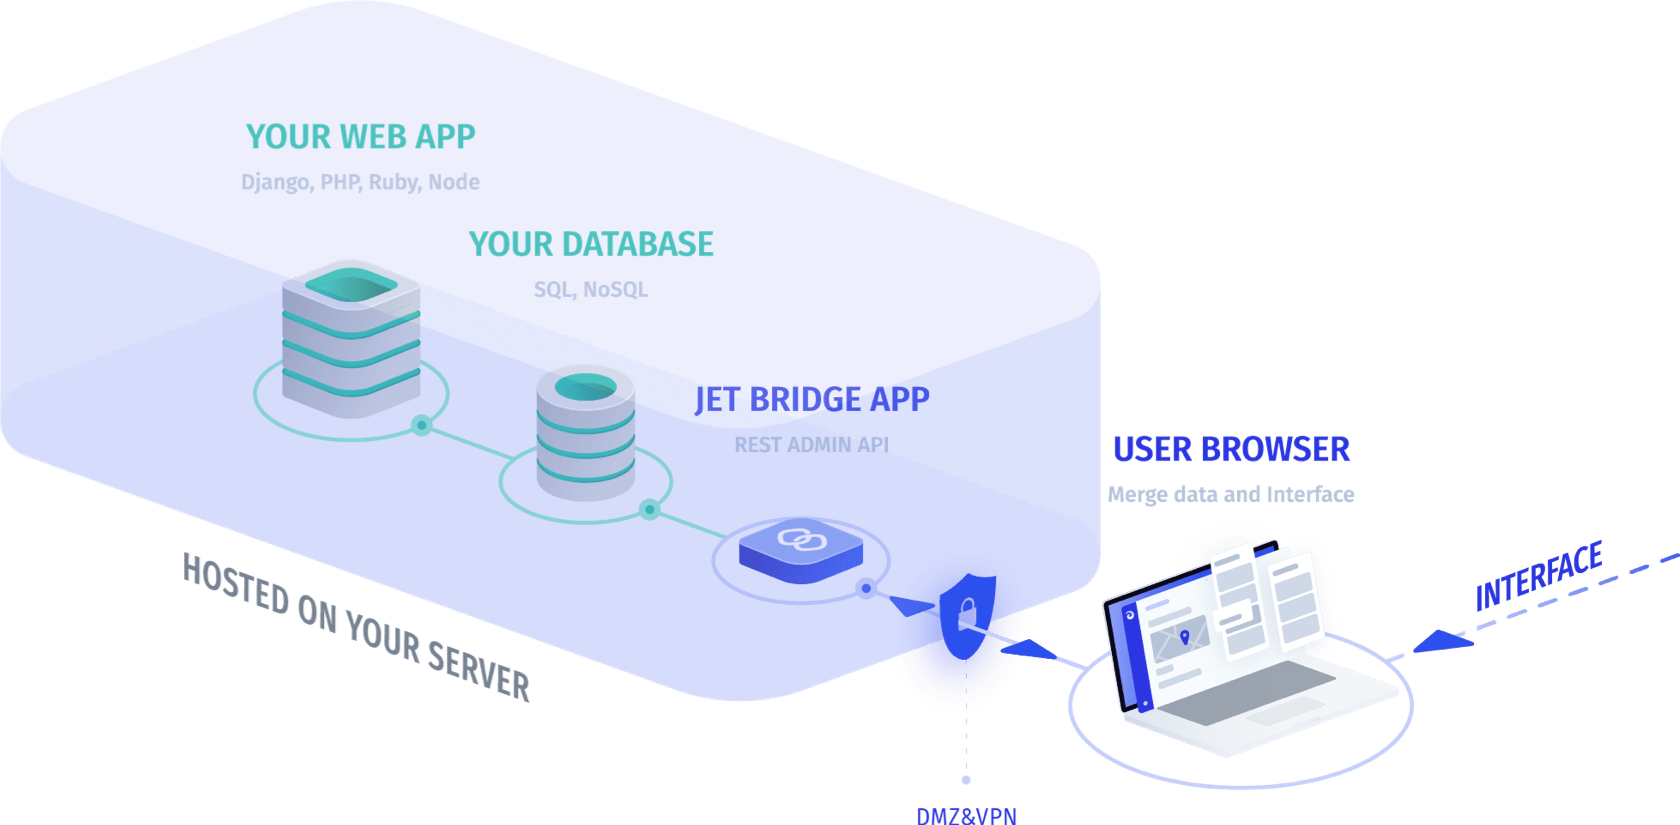 YOUR WEB APP
Django, PHP, Ruby, Node
YOUR DATABASE
SQL, NoSQL
JET BRIDGE APP
REST ADMIN API
USER BROWSER
Merge data and Interface
INTERFACE
HOSTED ON YOUR SERVER
DMZ&VPN